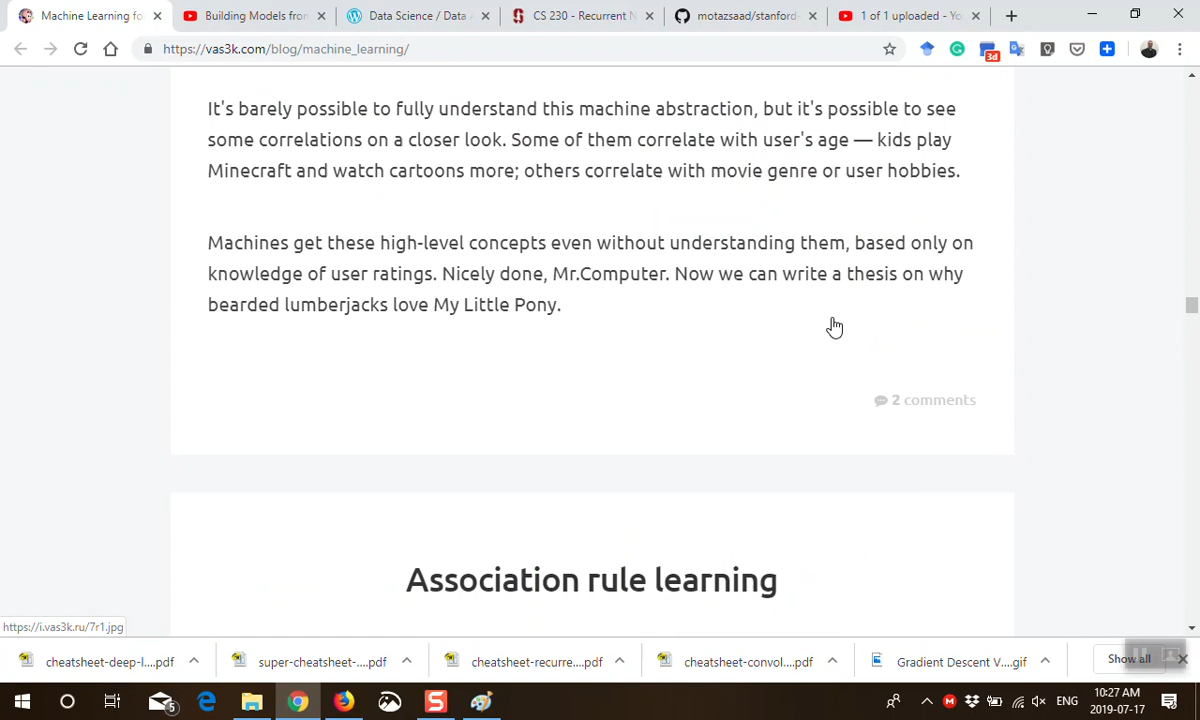 Machine Learning fo
Building Models from
Data Science / Data A
CS 230 - Recurrent N
motazsaad/stanford-
1 of 1 uploaded - Yo
https://vas3k.com/blog/machine_learning/
3d
It's barely possible to fully understand this machine abstraction, but it's possible to see
some correlations on a closer look. Some of them correlate with user's age — kids play
Minecraft and watch cartoons more; others correlate with movie genre or user hobbies.
Machines get these high-level concepts even without understanding them, based only on
knowledge of user ratings. Nicely done, Mr.Computer. Now we can write a thesis on why
bearded lumberjacks love My Little Pony.
2 comments
Association rule learning
https://i.vas3k.ru/7r1.jpg
cheatsheet-deep-l....pdf
super-cheatsheet-....pdf
cheatsheet-recurre....pdf
cheatsheet-convol....pdf
Gradient Descent V....gif
Show all
5
ENG
10:27 AM
2019-07-17